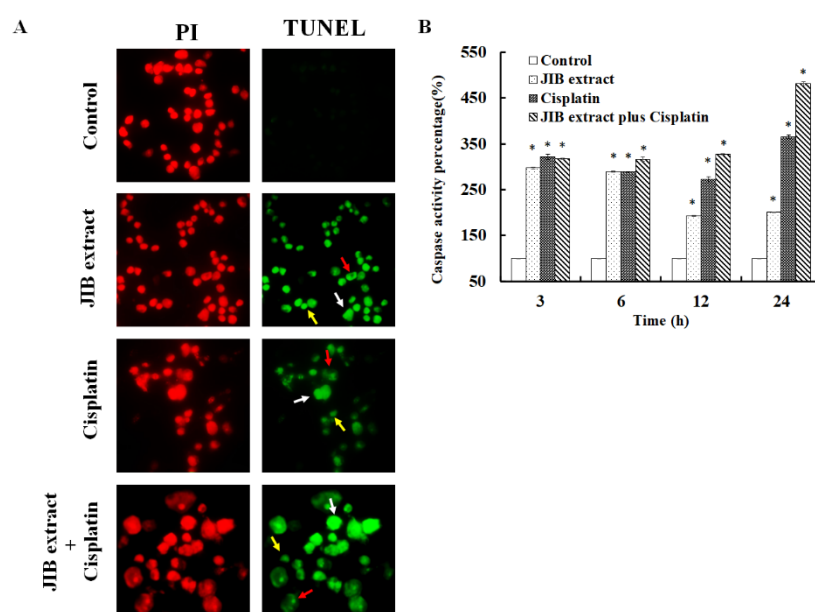 A
PI
TUNEL
Control
JIB extract
Cisplatin
JIB extract
+
Cisplatin
B
Caspase activity percentage(%)
550
450
350
250
150
50
Control
JIB extract
Cisplatin
JIB extract plus Cisplatin
* * *
* * *
* * *
* * *
3 6 12 24
Time (h)